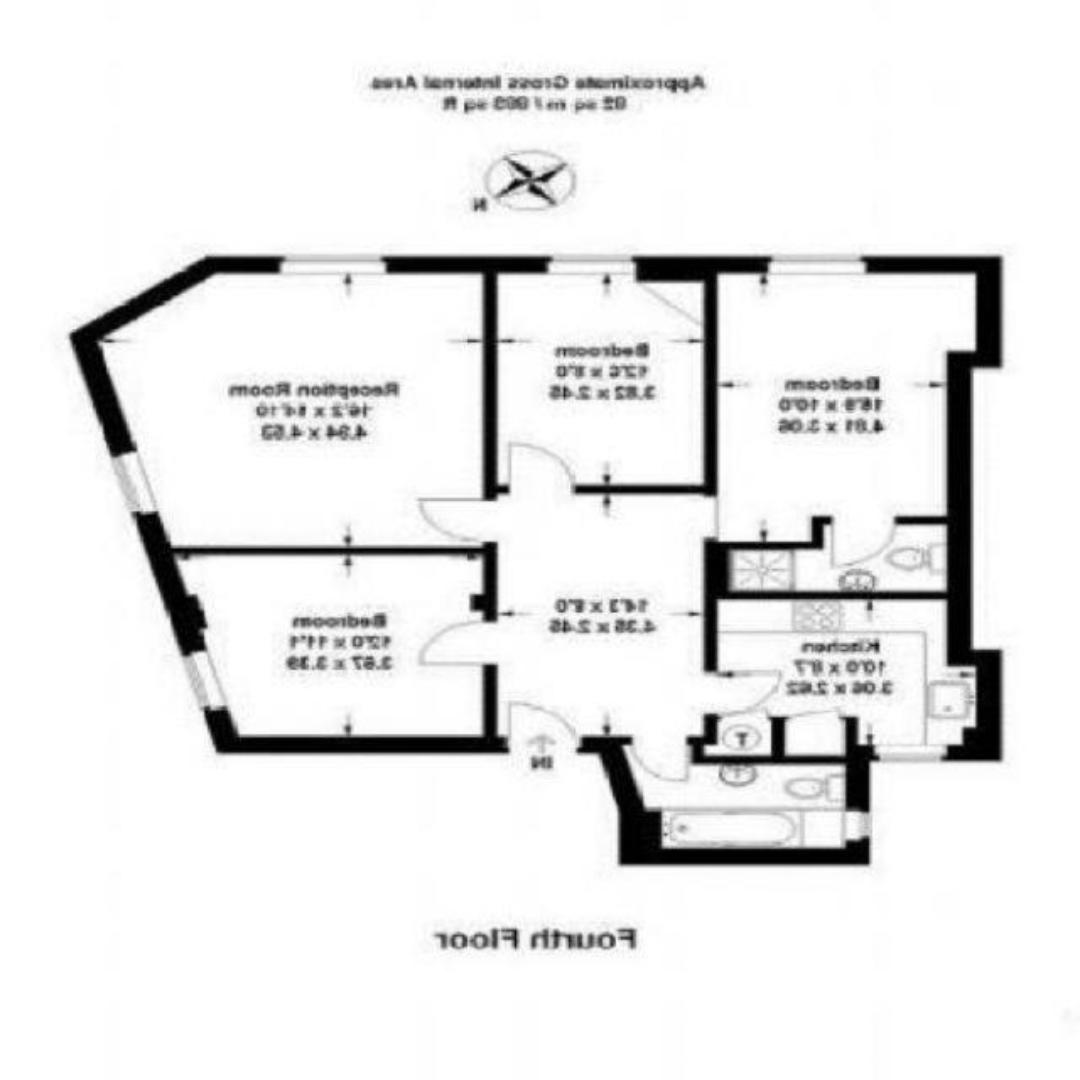 Approximate Gross Internal Area
82 sq m / 883 sq ft
N
Bedroom
12'6 x 8'0
3.82 x 2.45
Bedroom
15'9 x 10'0
4.81 x 3.06
Reception Room
16'2 x 14'10
4.94 x 4.53
14'3 x 8'0
4.35 x 2.45
Bedroom
12'0 x 11'1
3.67 x 3.39
Kitchen
10'0 x 8'7
3.06 x 2.62
T
IN
Fourth Floor